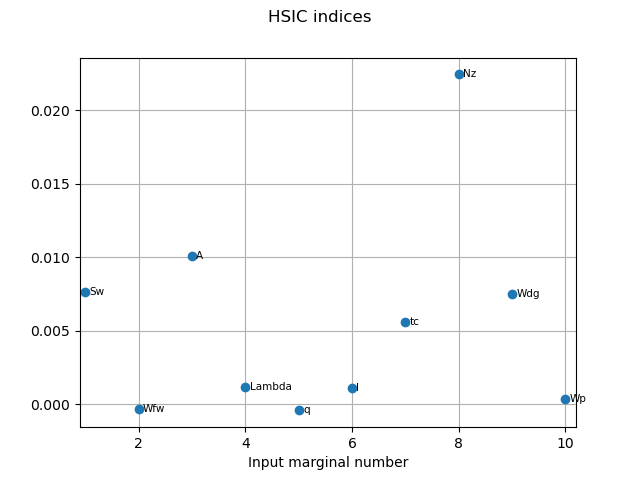 HSIC indices
0.020
0.015
0.010
0.005
0.000
Nz
A
Sw
Wdg
tc
Lambda
l
Wp
Wfw
q
2
4
6
8
10
Input marginal number